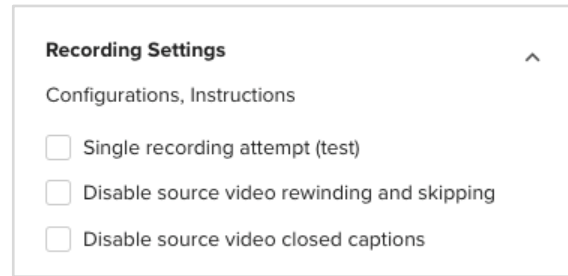 Recording Settings
Configurations, Instructions
Single recording attempt (test)
Disable source video rewinding and skipping
Disable source video closed captions